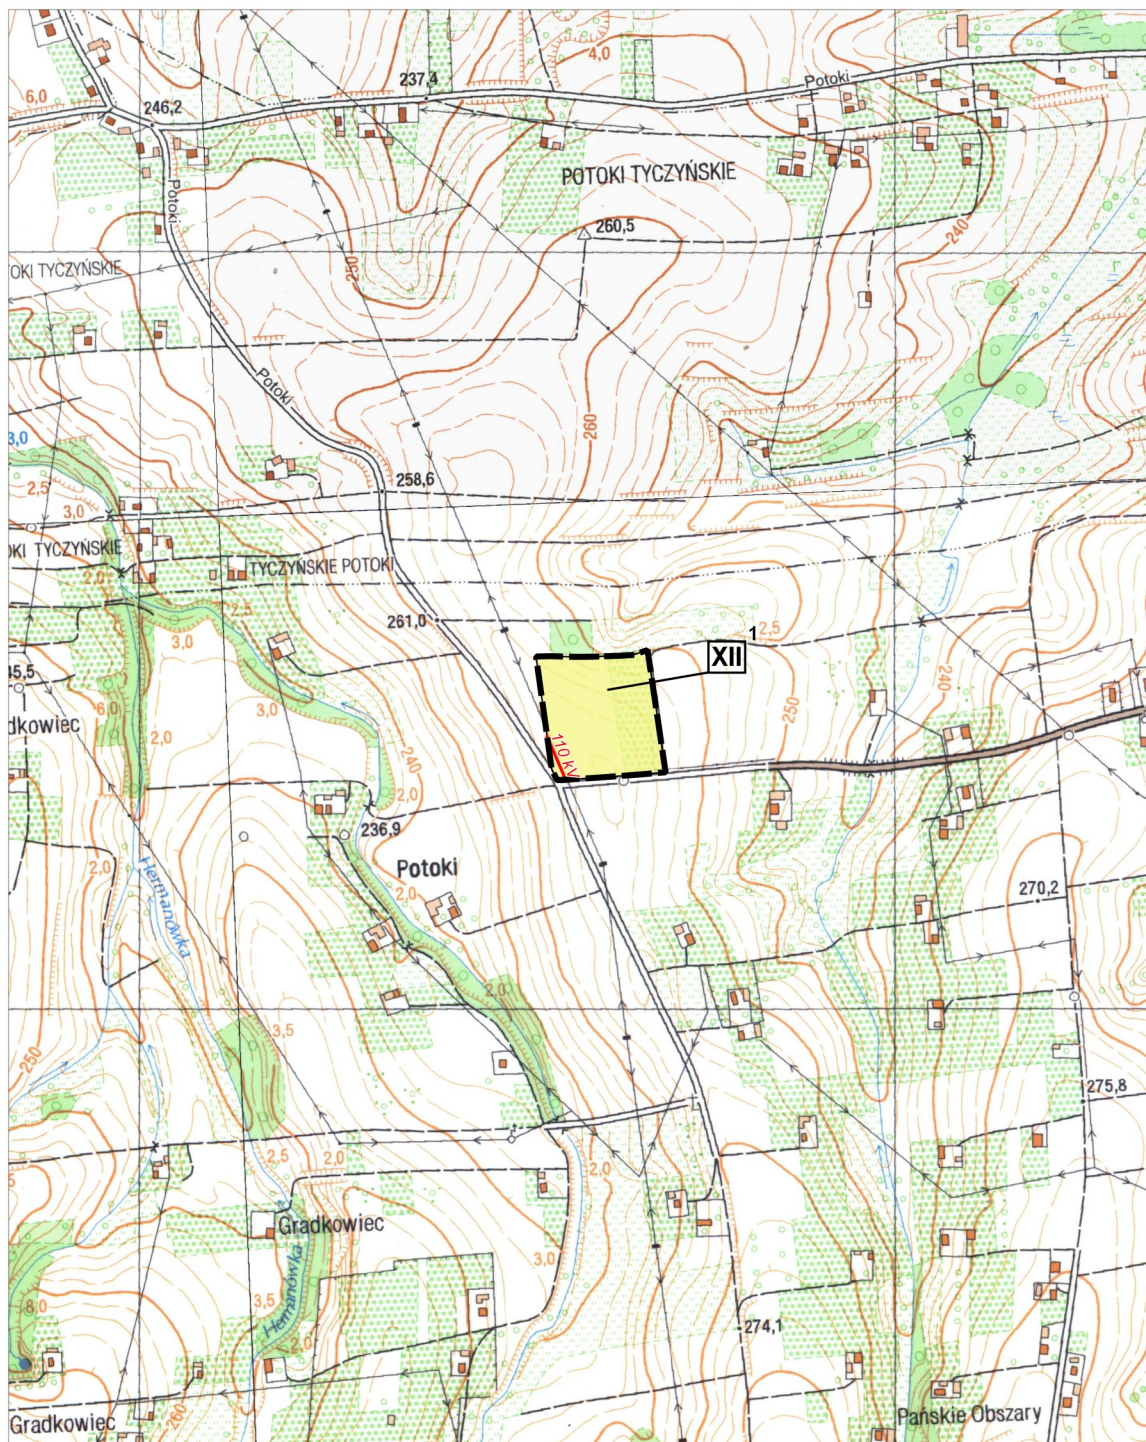 4,0
237,4
Potoki
6,0
246,2
POTOKI TYCZYŃSKIE
Potoki
260,5
240
OKI TYCZYŃSKIE
250
Potoki
260
3,0
2,5
258,6
3,0
OKI TYCZYŃSKIE
TYCZYŃSKIE POTOKI
2,0
2,5
3,0
261,0
1
2,5
XII
45,5
240
6,0
3,0
250
dkowiec
2,0
110 kV
240
2,0
236,9
Potoki
2,0
2,0
Hermanówka
270,2
2,0
3,5
250
275,8
2,5
2,0
2,0
Gradkowiec
3,0
Hermanówka
8,0
3,5
2,0
274,1
260
Gradkowiec
Pańskie Obszary